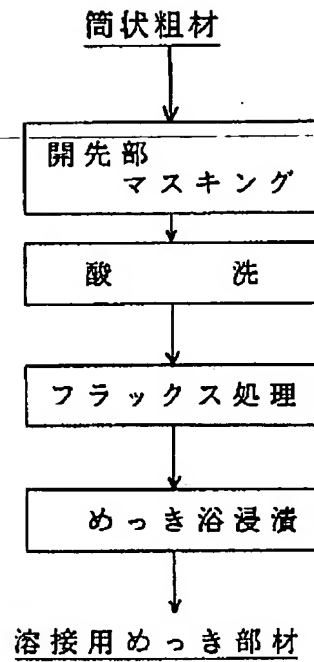 筒状粗材
開先部
マスキング
酸洗
フラックス処理
めっき浴浸漬
溶接用めっき部材